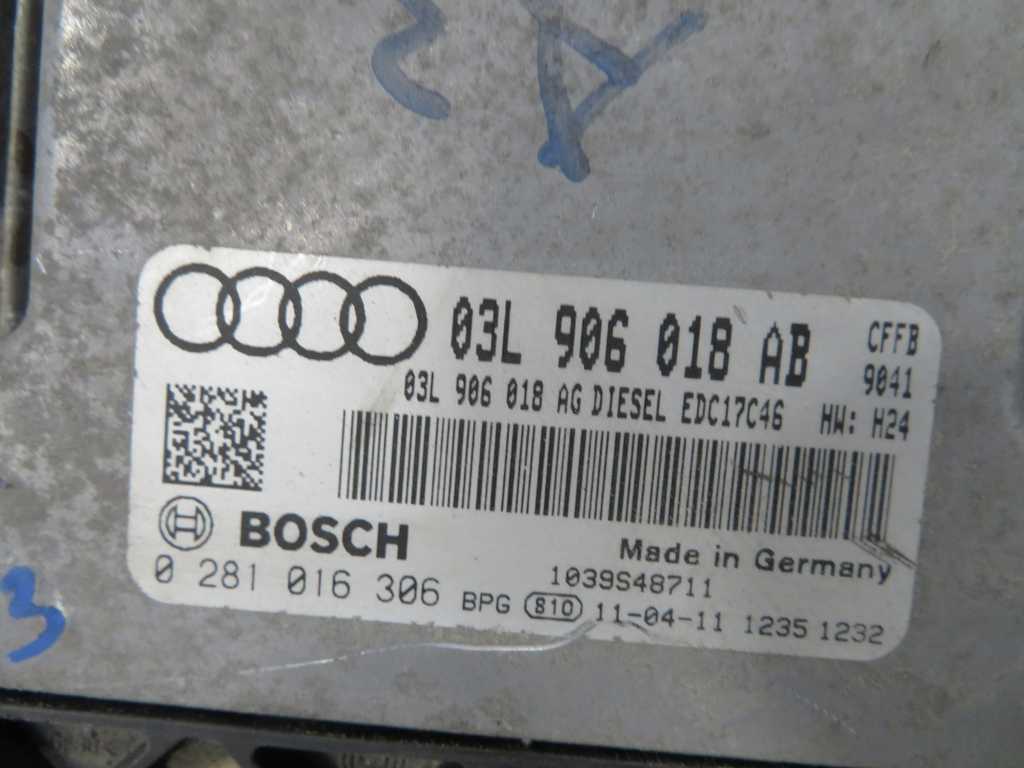 03L 906 018 AB
CFFB
9041
03L 906 018 AG DIESEL EDC17C46 HW: H24
BOSCH
Made in Germany
1039S48711
0 281 016 306 BPG 810 11-04-11 1235 1232
3